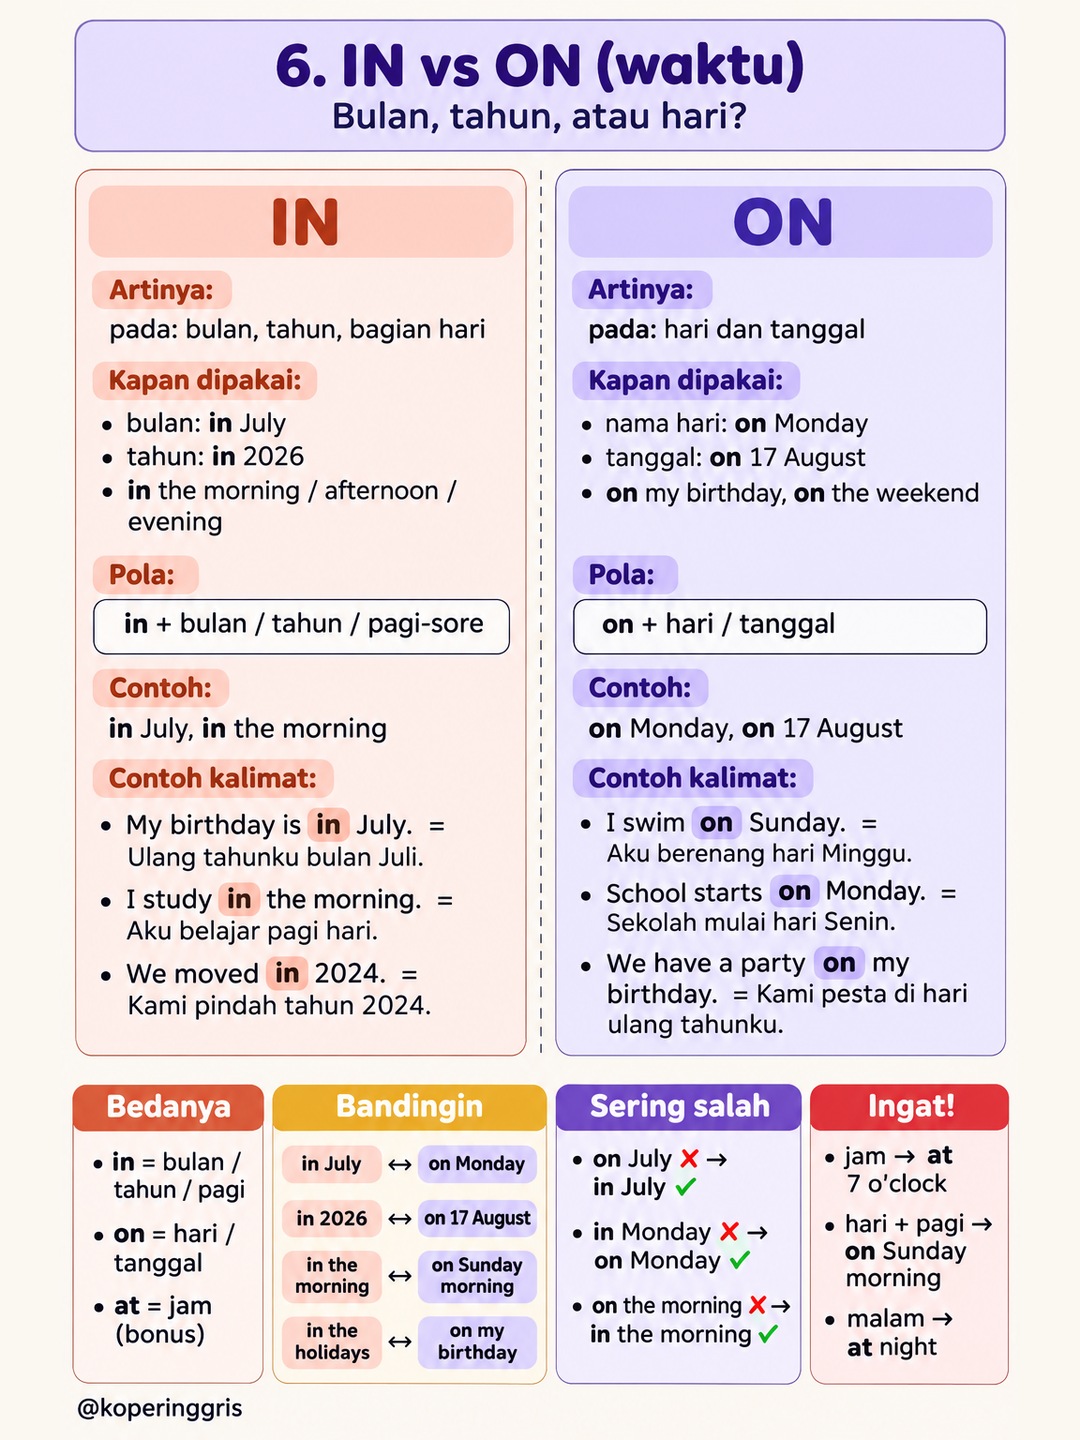 6. IN vs ON (waktu)
Bulan, tahun, atau hari?
IN
Artinya:
pada: bulan, tahun, bagian hari
Kapan dipakai:
• bulan: in July
• tahun: in 2026
• in the morning / afternoon /
evening
Pola:
in + bulan / tahun / pagi-sore
Contoh:
in July, in the morning
Contoh kalimat:
• My birthday is in July. =
Ulang tahunku bulan Juli.
• I study in the morning. =
Aku belajar pagi hari.
• We moved in 2024. =
Kami pindah tahun 2024.
ON
Artinya:
pada: hari dan tanggal
Kapan dipakai:
• nama hari: on Monday
• tanggal: on 17 August
• on my birthday, on the weekend
Pola:
on + hari / tanggal
Contoh:
on Monday, on 17 August
Contoh kalimat:
• I swim on Sunday. =
Aku berenang hari Minggu.
• School starts on Monday. =
Sekolah mulai hari Senin.
• We have a party on my
birthday. = Kami pesta di hari
ulang tahunku.
Bedanya
• in = bulan /
tahun / pagi
• on = hari /
tanggal
• at = jam
(bonus)
Bandingin
in July ↔ on Monday
in 2026 ↔ on 17 August
in the morning ↔ on Sunday morning
in the holidays ↔ on my birthday
Sering salah
• on July ❌ →
in July ✓
• in Monday ❌ →
on Monday ✓
• on the morning ❌ →
in the morning ✓
Ingat!
• jam → at
7 o'clock
• hari + pagi →
on Sunday
morning
• malam →
at night
@koperinggris